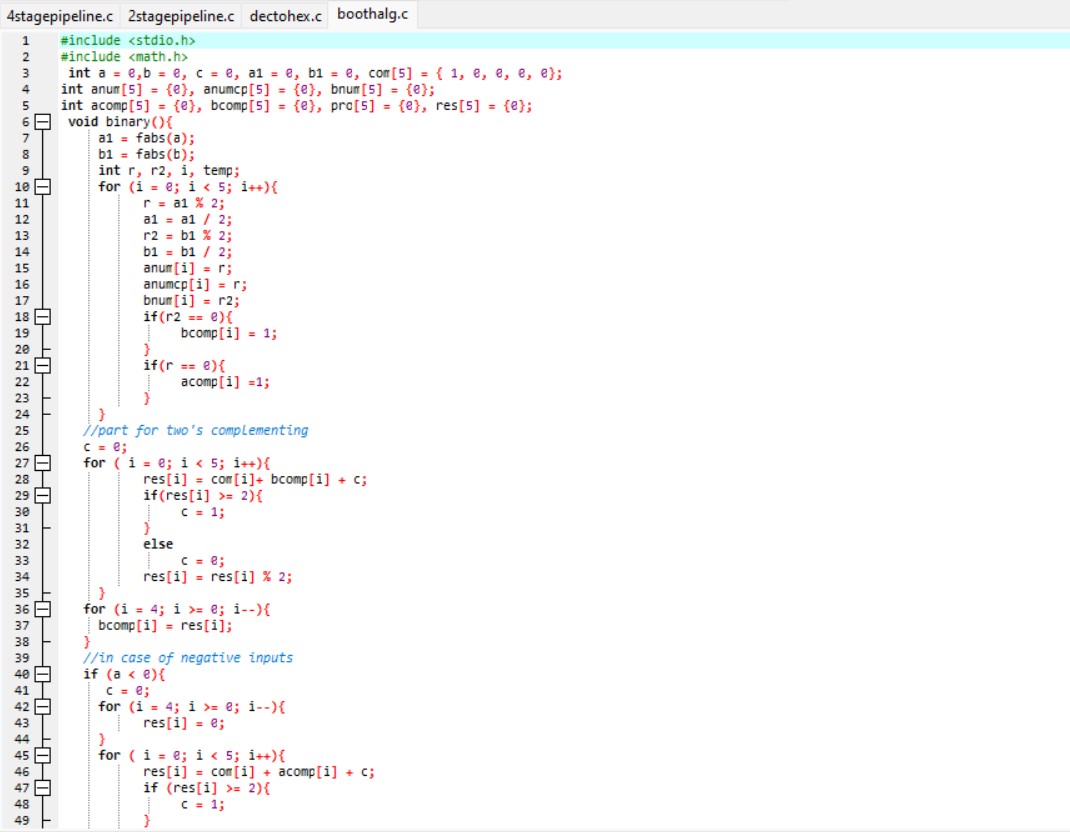 4stagepipeline.c 2stagepipeline.c dectohex.c boothalg.c
1 #include <stdio.h>
2 #include <math.h>
3 int a = 0,b = 0, c = 0, a1 = 0, b1 = 0, com[5] = { 1, 0, 0, 0, 0};
4 int anum[5] = {0}, anumcp[5] = {0}, bnum[5] = {0};
5 int acomp[5] = {0}, bcomp[5] = {0}, pro[5] = {0}, res[5] = {0};
6 void binary(){
7 a1 = fabs(a);
8 b1 = fabs(b);
9 int r, r2, i, temp;
10 for (i = 0; i < 5; i++){
11 r = a1 % 2;
12 a1 = a1 / 2;
13 r2 = b1 % 2;
14 b1 = b1 / 2;
15 anum[i] = r;
16 anumcp[i] = r;
17 bnum[i] = r2;
18 if(r2 == 0){
19 bcomp[i] = 1;
20 }
21 if(r == 0){
22 acomp[i] =1;
23 }
24 }
25 //part for two's complementing
26 c = 0;
27 for ( i = 0; i < 5; i++){
28 res[i] = com[i]+ bcomp[i] + c;
29 if(res[i] >= 2){
30 c = 1;
31 }
32 else
33 c = 0;
34 res[i] = res[i] % 2;
35 }
36 for (i = 4; i >= 0; i--){
37 bcomp[i] = res[i];
38 }
39 //in case of negative inputs
40 if (a < 0){
41 c = 0;
42 for (i = 4; i >= 0; i--){
43 res[i] = 0;
44 }
45 for ( i = 0; i < 5; i++){
46 res[i] = com[i] + acomp[i] + c;
47 if (res[i] >= 2){
48 c = 1;
49 }